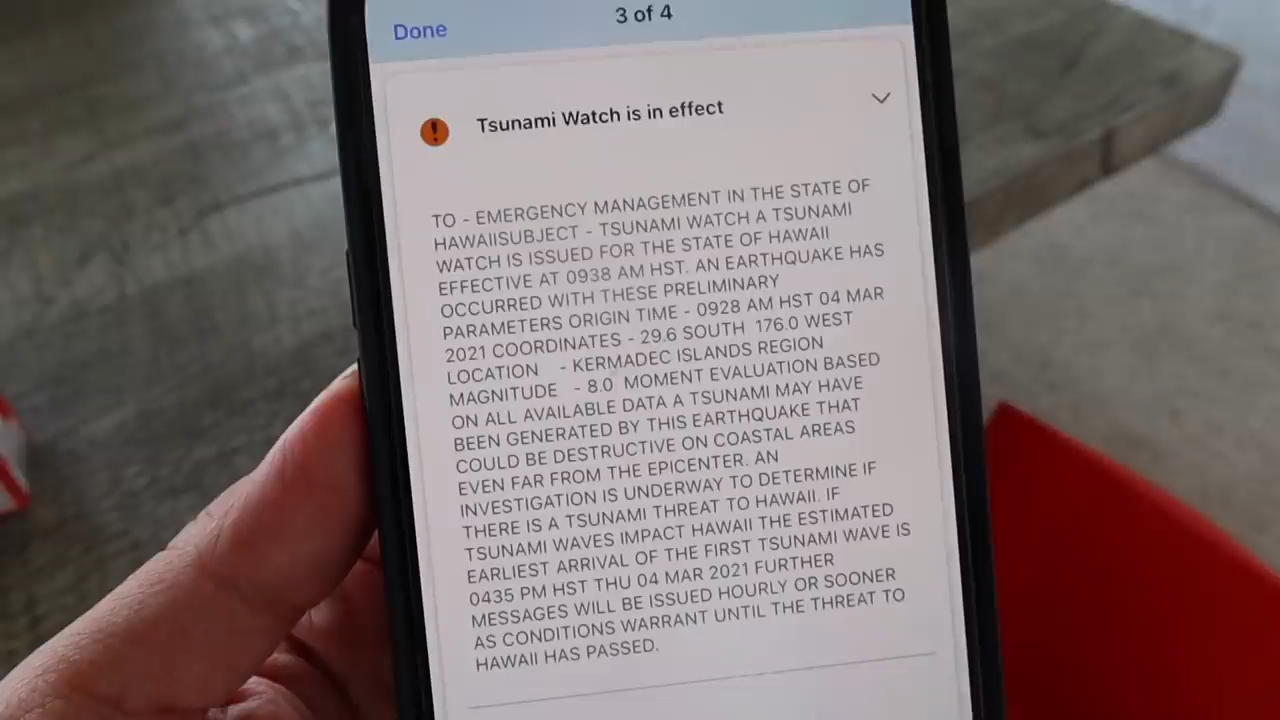 Done
3 of 4
Tsunami Watch is in effect
TO - EMERGENCY MANAGEMENT IN THE STATE OF
HAWAIISUBJECT - TSUNAMI WATCH A TSUNAMI
WATCH IS ISSUED FOR THE STATE OF HAWAII
EFFECTIVE AT 0938 AM HST. AN EARTHQUAKE HAS
OCCURRED WITH THESE PRELIMINARY
PARAMETERS ORIGIN TIME - 0928 AM HST 04 MAR
2021 COORDINATES - 29.6 SOUTH 176.0 WEST
LOCATION - KERMADEC ISLANDS REGION
MAGNITUDE - 8.0 MOMENT EVALUATION BASED
ON ALL AVAILABLE DATA A TSUNAMI MAY HAVE
BEEN GENERATED BY THIS EARTHQUAKE THAT
COULD BE DESTRUCTIVE ON COASTAL AREAS
EVEN FAR FROM THE EPICENTER. AN
INVESTIGATION IS UNDERWAY TO DETERMINE IF
THERE IS A TSUNAMI THREAT TO HAWAII. IF
TSUNAMI WAVES IMPACT HAWAII THE ESTIMATED
EARLIEST ARRIVAL OF THE FIRST TSUNAMI WAVE IS
0435 PM HST THU 04 MAR 2021 FURTHER
MESSAGES WILL BE ISSUED HOURLY OR SOONER
AS CONDITIONS WARRANT UNTIL THE THREAT TO
HAWAII HAS PASSED.